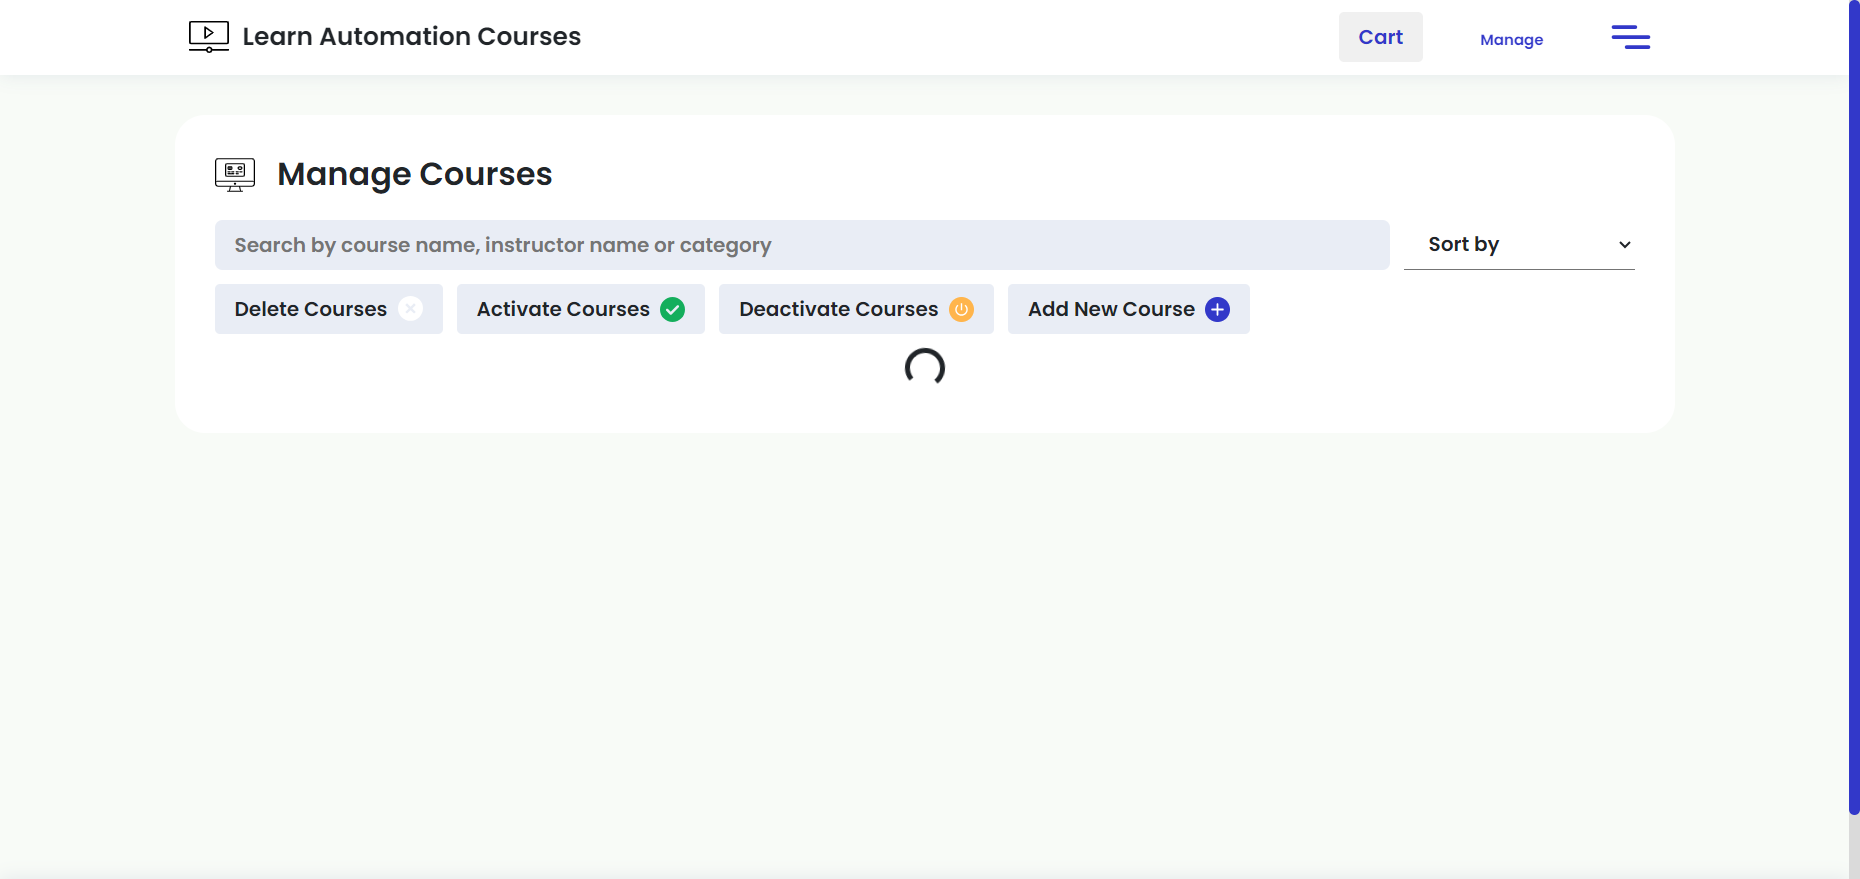 Learn Automation Courses
Cart
Manage
Manage Courses
Search by course name, instructor name or category
Sort by
Delete Courses
Activate Courses
Deactivate Courses
Add New Course